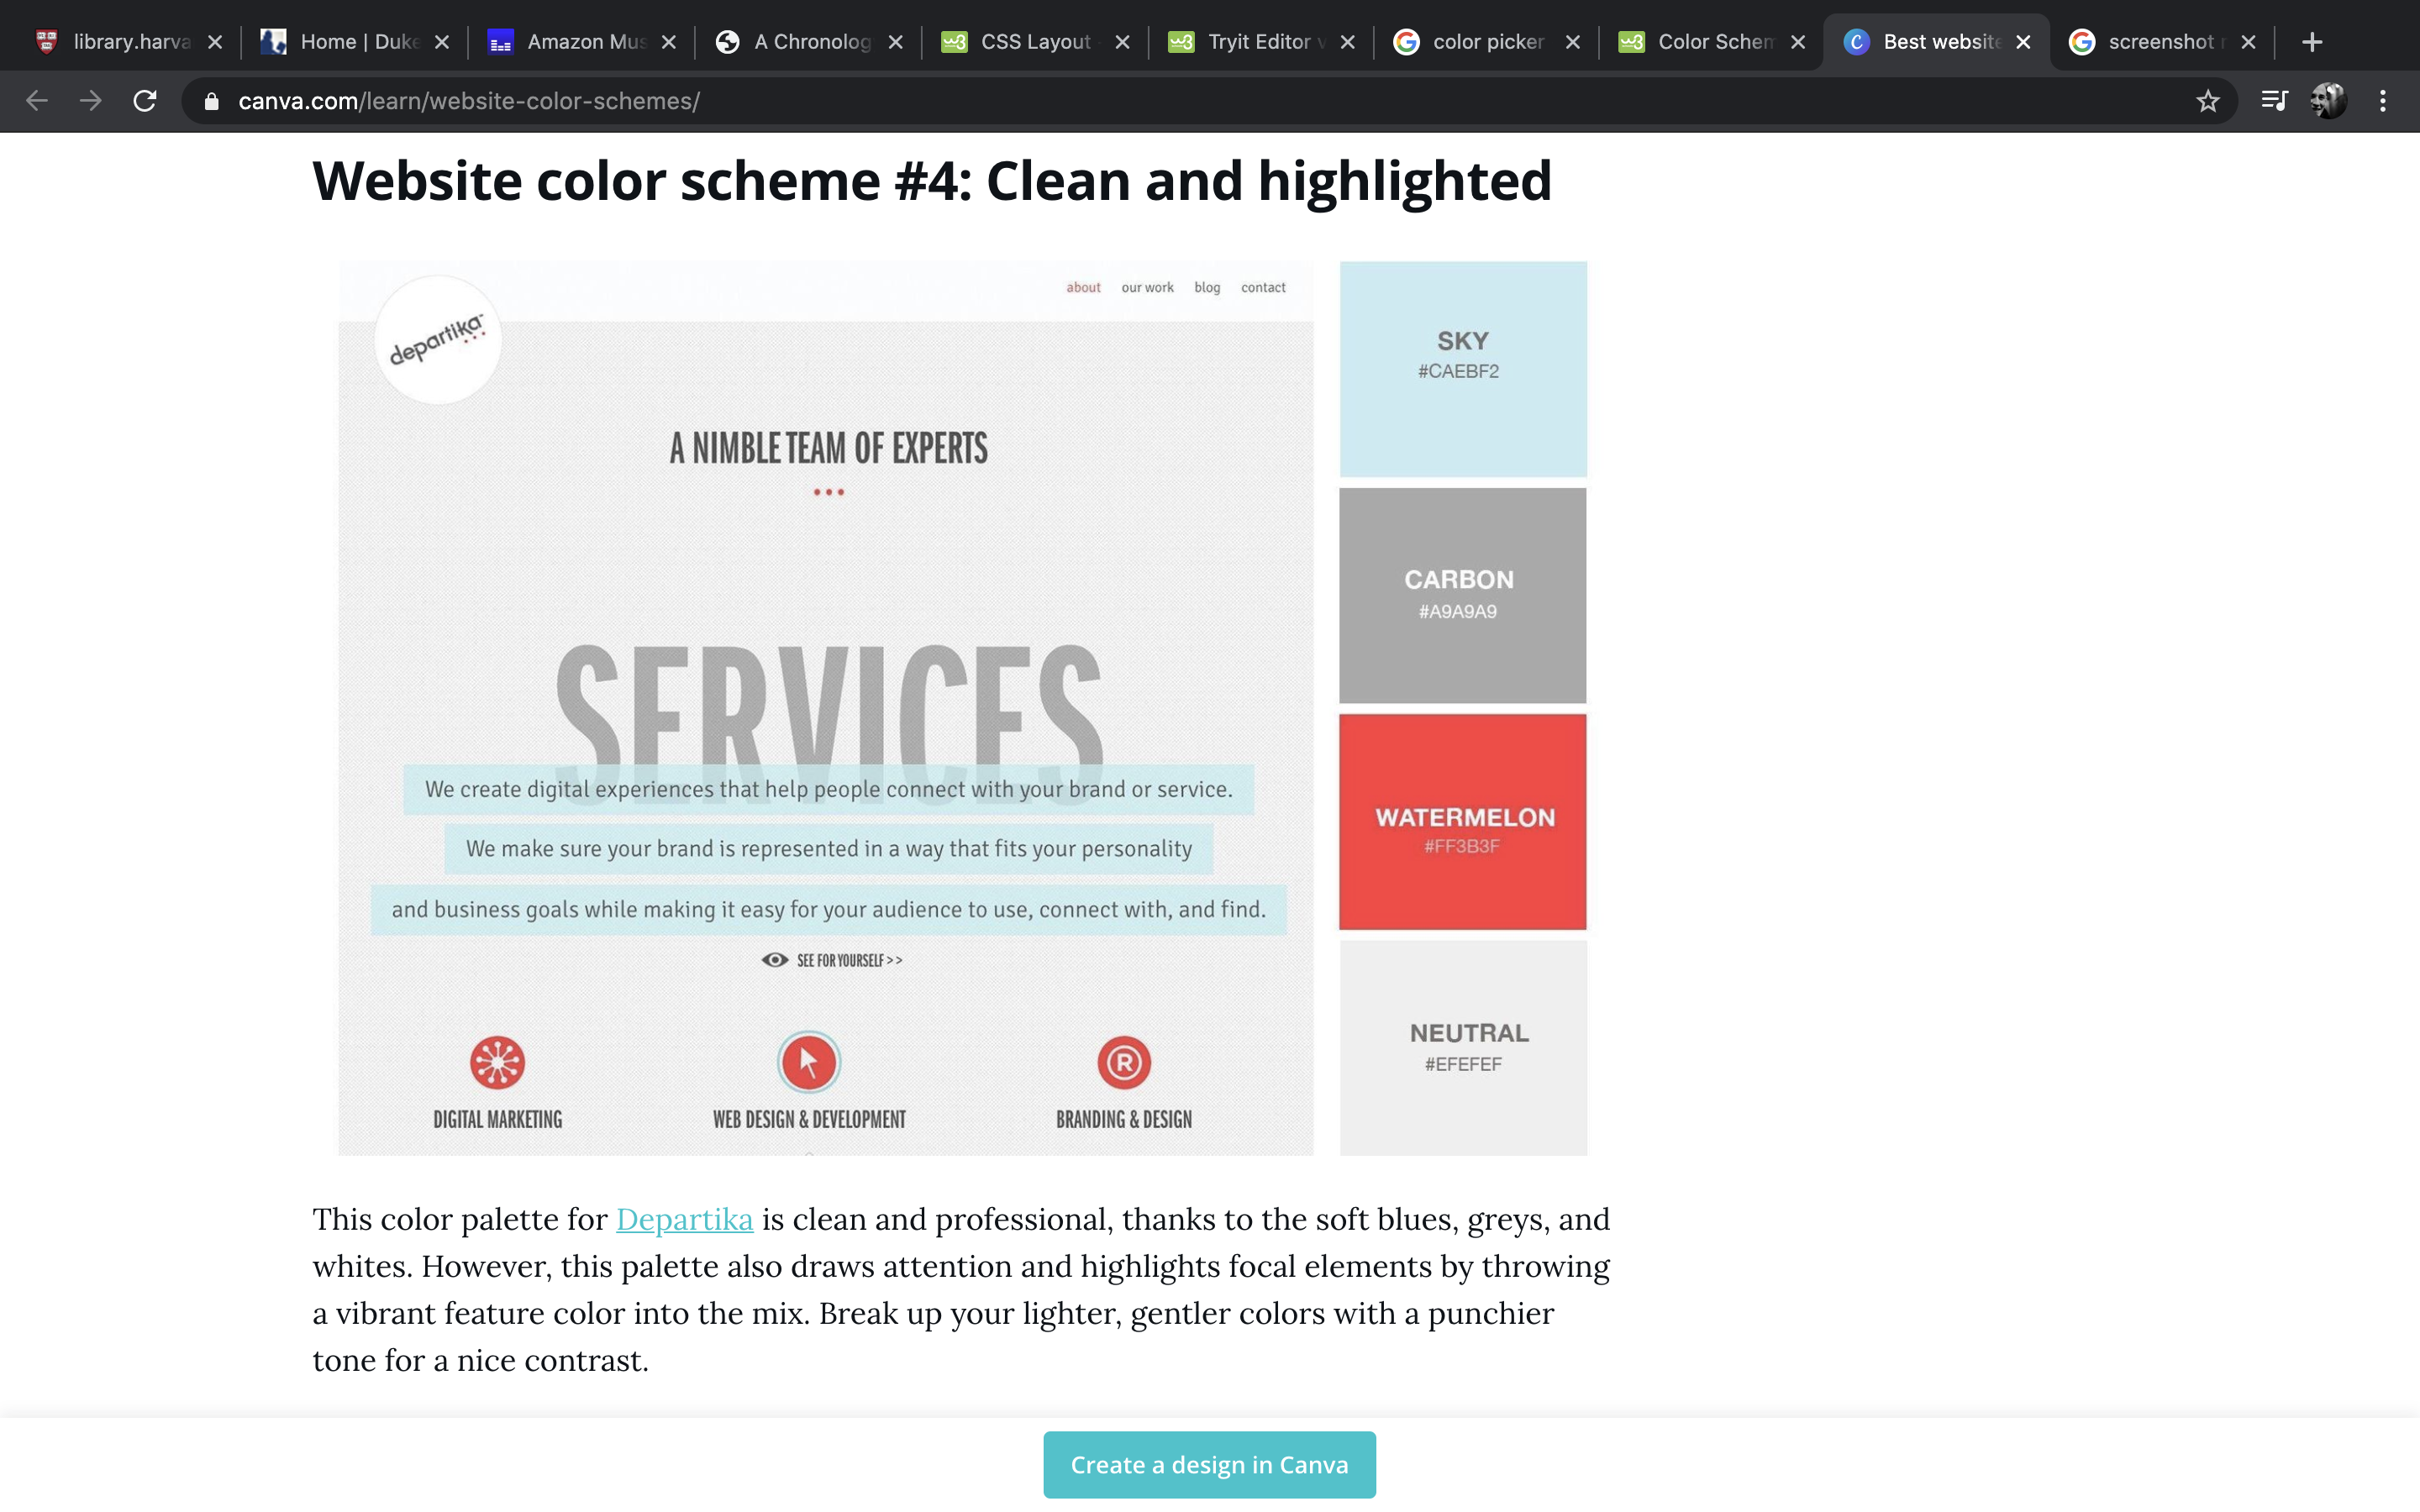 library.harva
Home | Duke
Amazon Mus
A Chronolog
CSS Layout
Tryit Editor v
color picker
Color Schem
Best website
screenshot
canva.com/learn/website-color-schemes/
Website color scheme #4: Clean and highlighted
departika
about our work blog contact
A NIMBLE TEAM OF EXPERTS
SERVICES
We create digital experiences that help people connect with your brand or service.
We make sure your brand is represented in a way that fits your personality
and business goals while making it easy for your audience to use, connect with, and find.
SEE FOR YOURSELF >>
DIGITAL MARKETING
WEB DESIGN & DEVELOPMENT
® 
BRANDING & DESIGN
SKY
#CAEBF2
CARBON
#A9A9A9
WATERMELON
#FF3B3F
NEUTRAL
#EFEFEF
This color palette for Departika is clean and professional, thanks to the soft blues, greys, and
whites. However, this palette also draws attention and highlights focal elements by throwing
a vibrant feature color into the mix. Break up your lighter, gentler colors with a punchier
tone for a nice contrast.
Create a design in Canva